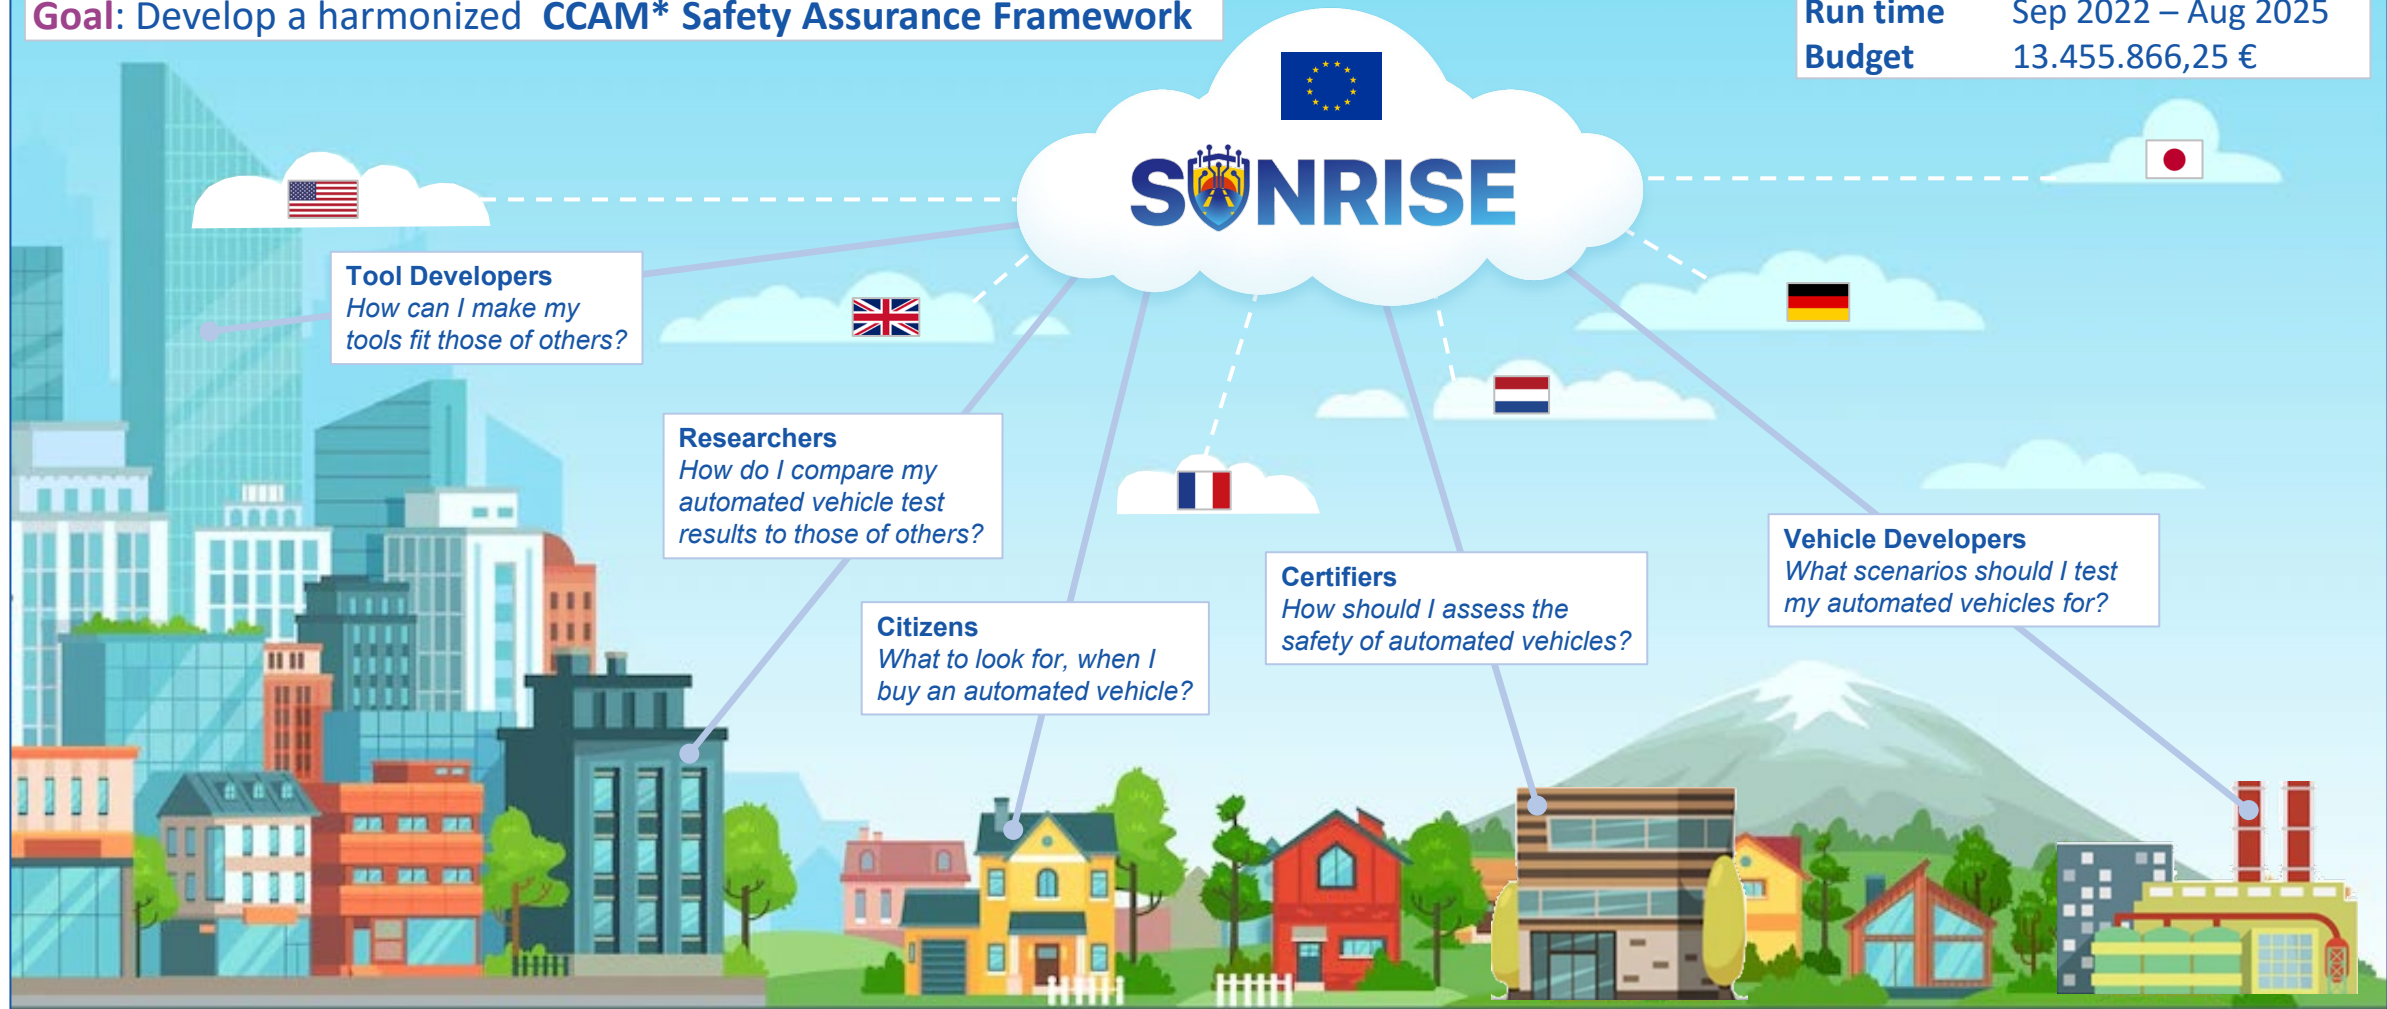 Goal: Develop a harmonized CCAM* Safety Assurance Framework
Run time Sep 2022 – Aug 2025
Budget 13.455.866,25 €
SUNRISE
Tool Developers
How can I make my
tools fit those of others?
Researchers
How do I compare my
automated vehicle test
results to those of others?
Citizens
What to look for, when I
buy an automated vehicle?
Certifiers
How should I assess the
safety of automated vehicles?
Vehicle Developers
What scenarios should I test
my automated vehicles for?